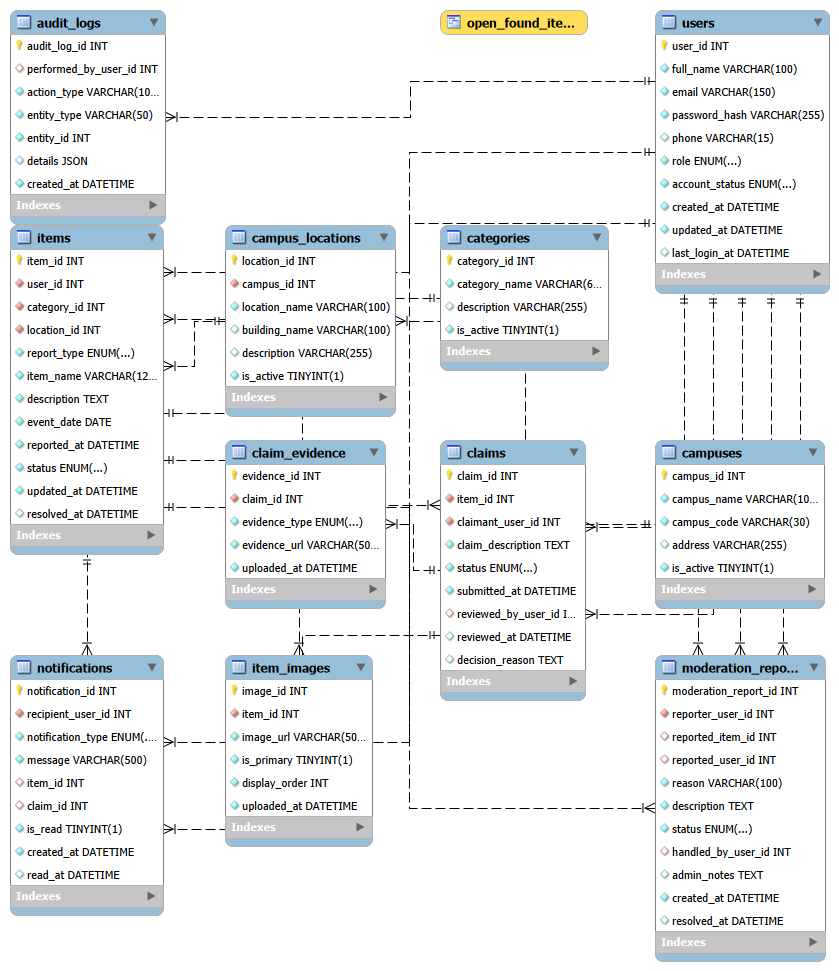 audit_logs
audit_log_id INT
performed_by_user_id INT
action_type VARCHAR(10...
entity_type VARCHAR(50)
entity_id INT
details JSON
created_at DATETIME
Indexes
open_found_ite...
users
user_id INT
full_name VARCHAR(100)
email VARCHAR(150)
password_hash VARCHAR(255)
phone VARCHAR(15)
role ENUM(...)
account_status ENUM(...)
created_at DATETIME
updated_at DATETIME
last_login_at DATETIME
Indexes
items
item_id INT
user_id INT
category_id INT
location_id INT
report_type ENUM(...)
item_name VARCHAR(12...
description TEXT
event_date DATE
reported_at DATETIME
status ENUM(...)
updated_at DATETIME
resolved_at DATETIME
Indexes
campus_locations
location_id INT
campus_id INT
location_name VARCHAR(100)
building_name VARCHAR(100)
description VARCHAR(255)
is_active TINYINT(1)
Indexes
categories
category_id INT
category_name VARCHAR(6...
description VARCHAR(255)
is_active TINYINT(1)
Indexes
claim_evidence
evidence_id INT
claim_id INT
evidence_type ENUM(...)
evidence_url VARCHAR(50...
uploaded_at DATETIME
Indexes
claims
claim_id INT
item_id INT
claimant_user_id INT
claim_description TEXT
status ENUM(...)
submitted_at DATETIME
reviewed_by_user_id I...
reviewed_at DATETIME
decision_reason TEXT
Indexes
campuses
campus_id INT
campus_name VARCHAR(10...
campus_code VARCHAR(30)
address VARCHAR(255)
is_active TINYINT(1)
Indexes
notifications
notification_id INT
recipient_user_id INT
notification_type ENUM(....
message VARCHAR(500)
item_id INT
claim_id INT
is_read TINYINT(1)
created_at DATETIME
read_at DATETIME
Indexes
item_images
image_id INT
item_id INT
image_url VARCHAR(50...
is_primary TINYINT(1)
display_order INT
uploaded_at DATETIME
Indexes
moderation_repo...
moderation_report_id INT
reporter_user_id INT
reported_item_id INT
reported_user_id INT
reason VARCHAR(100)
description TEXT
status ENUM(...)
handled_by_user_id INT
admin_notes TEXT
created_at DATETIME
resolved_at DATETIME
Indexes